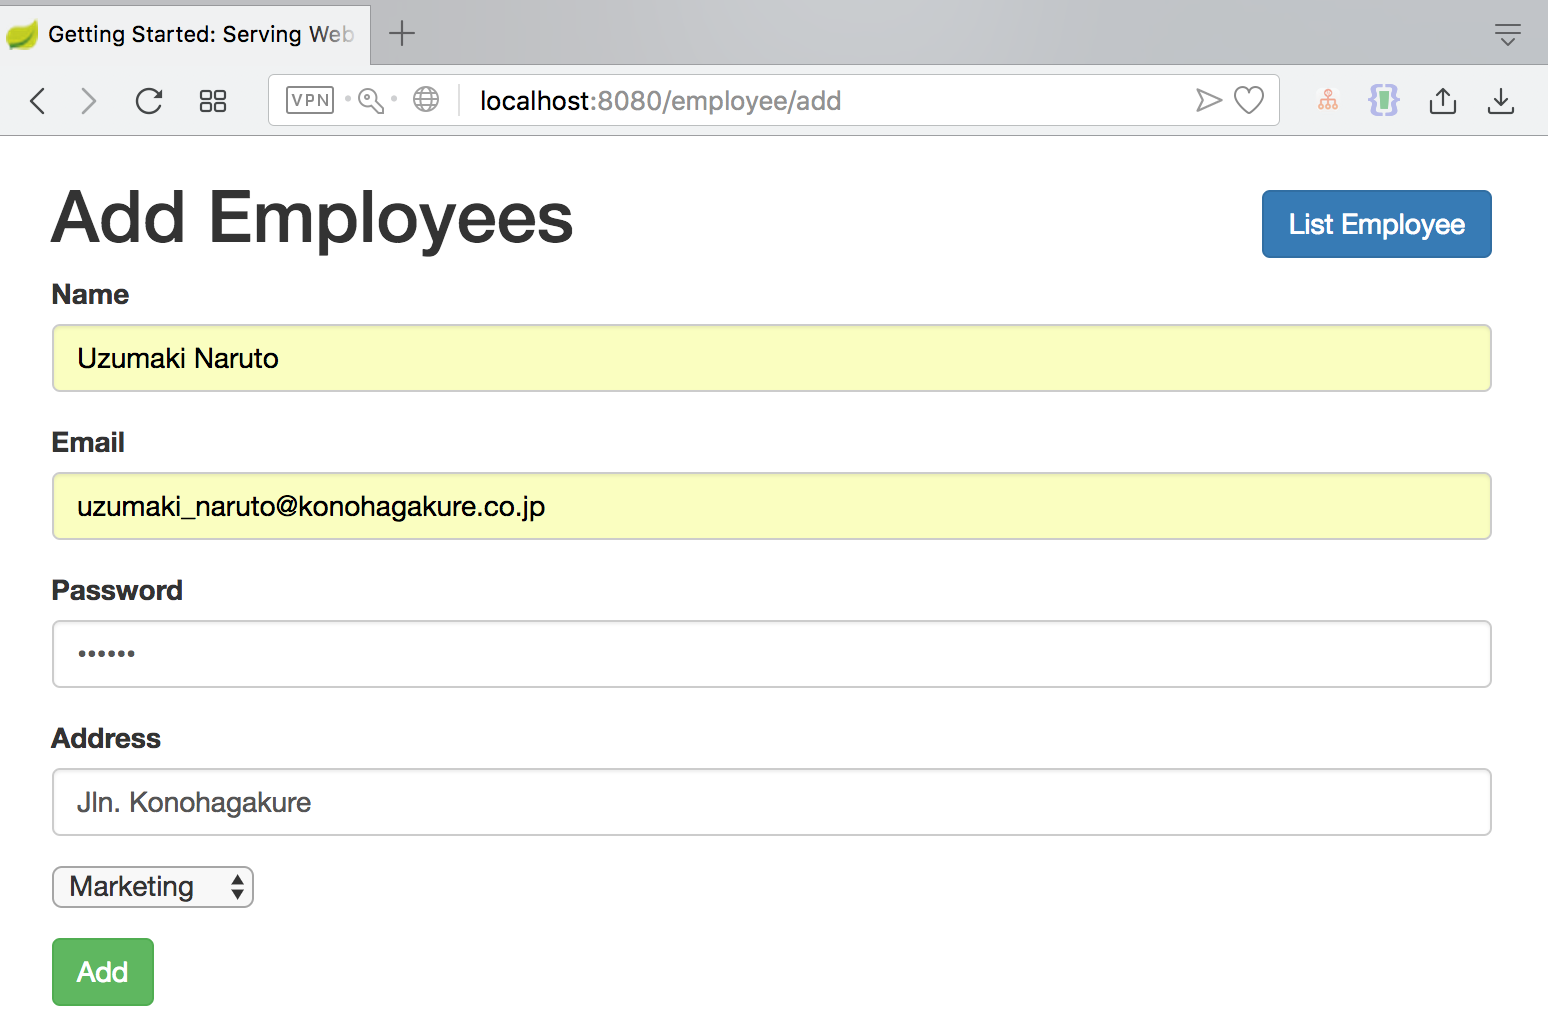 Getting Started: Serving Web
VPN
localhost:8080/employee/add
Add Employees
List Employee
Name
Uzumaki Naruto
Email
uzumaki_naruto@konohagakure.co.jp
Password
••••••
Address
Jln. Konohagakure
Marketing
Add